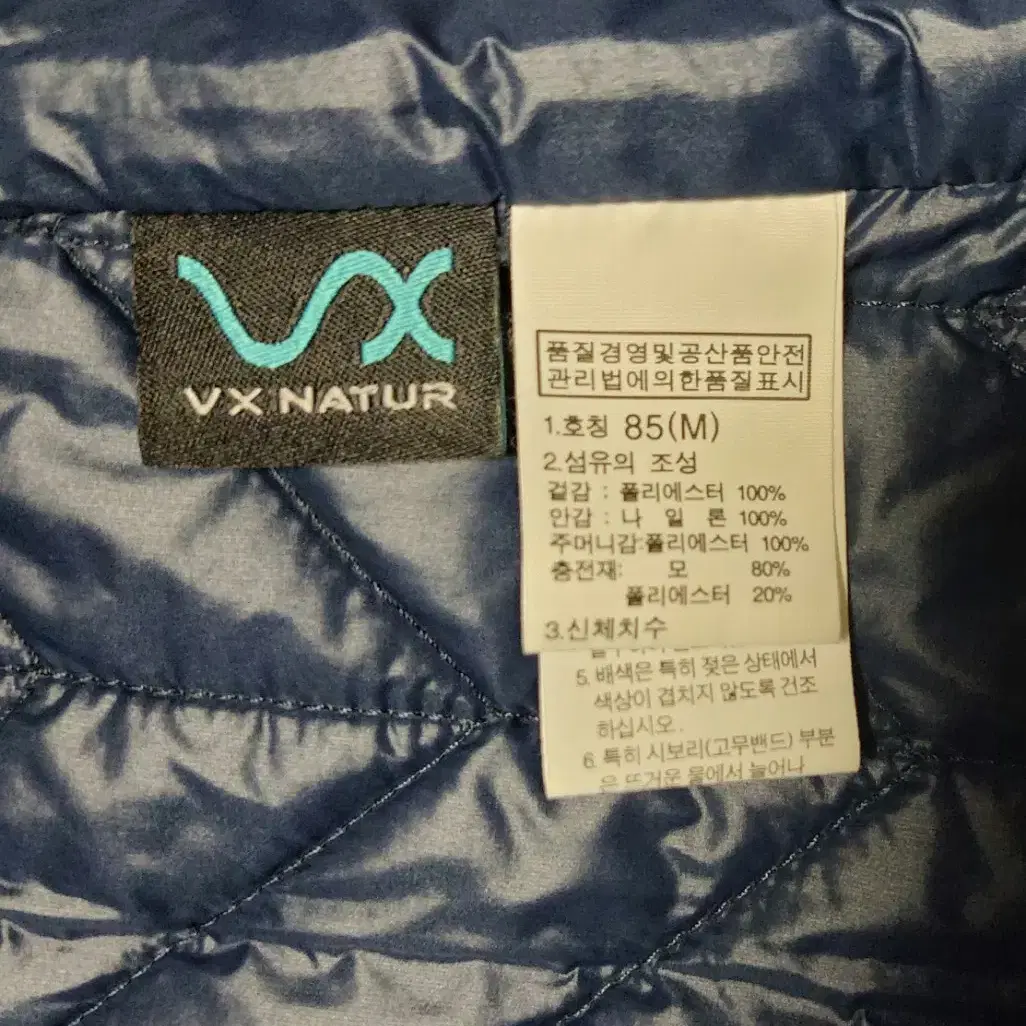 VX
VX NATUR
품질경영및공산품안전
관리법에의한품질표시
1.호칭 85(M)
2.섬유의 조성
겉감 : 폴리에스터 100%
안감 : 나 일 론 100%
주머니감:폴리에스터 100%
충전재: 모 80%
폴리에스터 20%
3.신체치수
5. 배색은 특히 젖은 상태에서
색상이 겹치지 않도록 건조
하십시오.
6. 특히 시보리(고무밴드) 부분
은 뜨거운 물에서 늘어나